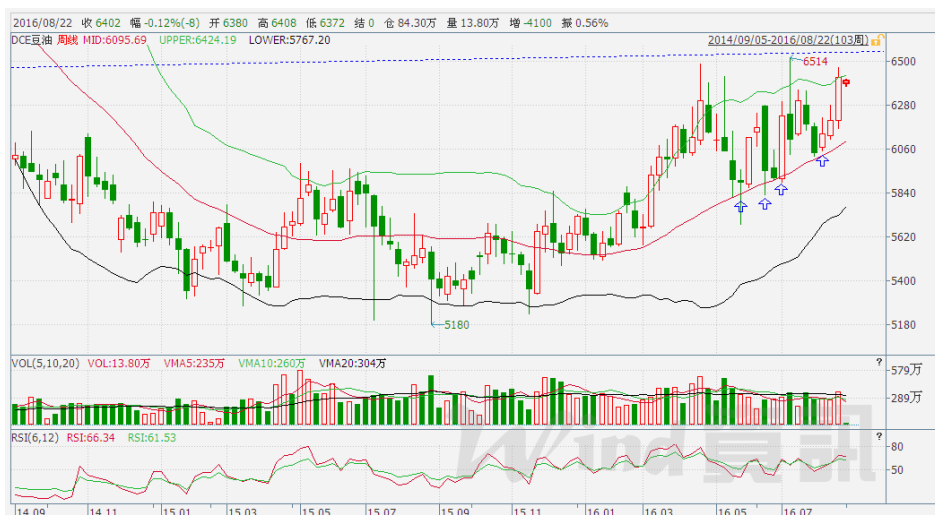 2016/08/22 收 6402 幅 -0.12%(-8) 开 6380 高 6408 低 6372 结 0 仓 84.30万 量 13.80万 增 -4100 振 0.56%
DCE豆油 周线 MID:6095.69 UPPER:6424.19 LOWER:5767.20 2014/09/05-2016/08/22(103周)
6514
6500
6280
6060
5840
5620
5400
5180
5180
VOL(5,10,20) VOL:13.80万 VMA5:235万 VMA10:260万 VMA20:304万 ?
579万
289万
RSI(6,12) RSI:66.34 RSI:61.53 ?
80
50
Wind資訊
14.09 14.11 15.01 15.03 15.05 15.07 15.09 15.11 16.01 16.03 16.05 16.07